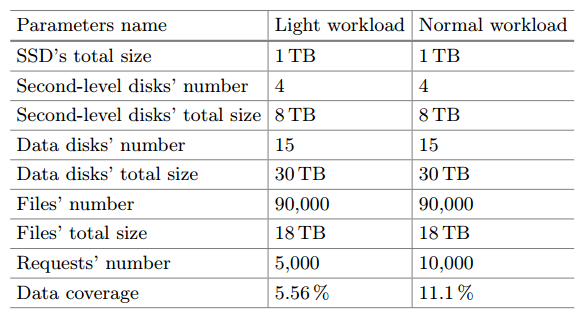 Parameters name Light workload Normal workload
SSD's total size 1 TB 1 TB
Second-level disks' number 4 4
Second-level disks' total size 8 TB 8 TB
Data disks' number 15 15
Data disks' total size 30 TB 30 TB
Files' number 90,000 90,000
Files' total size 18 TB 18 TB
Requests' number 5,000 10,000
Data coverage 5.56 % 11.1 %